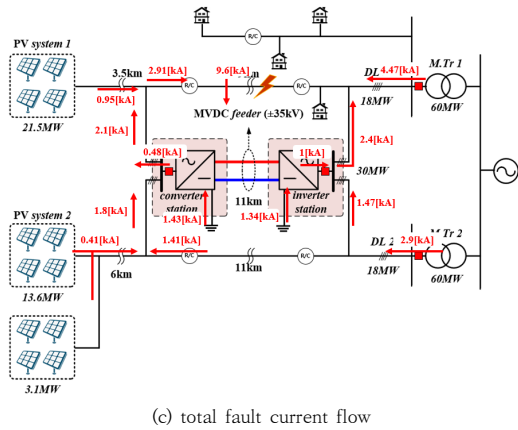 R/C
PV system 1
3.5km
2.91[kA]
R/C
9.6[kA]
R/C
DL
4.47[kA]
M.Tr 1
0.95[kA]
18MW
60MW
21.5MW
MVDC feeder (±35kV)
2.1[kA]
2.4[kA]
0.48[kA]
1[kA]
30MW
converter
station
11km
inverter
station
PV system 2
1.8[kA]
1.43[kA]
1.34[kA]
1.47[kA]
0.41[kA]
1.41[kA]
DL 2
2.9[kA]
Tr 2
R/C
R/C
6km
11km
18MW
60MW
13.6MW
3.1MW
(c) total fault current flow